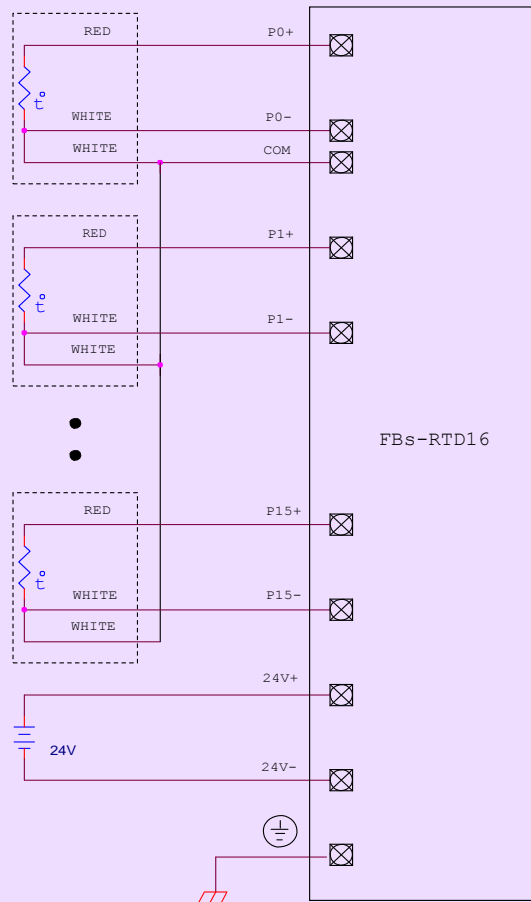 RED P0+
t°
WHITE P0-
WHITE COM
RED P1+
t°
WHITE P1-
WHITE
FBs-RTD16
RED P15+
t°
WHITE P15-
WHITE
24V+
24V
24V-